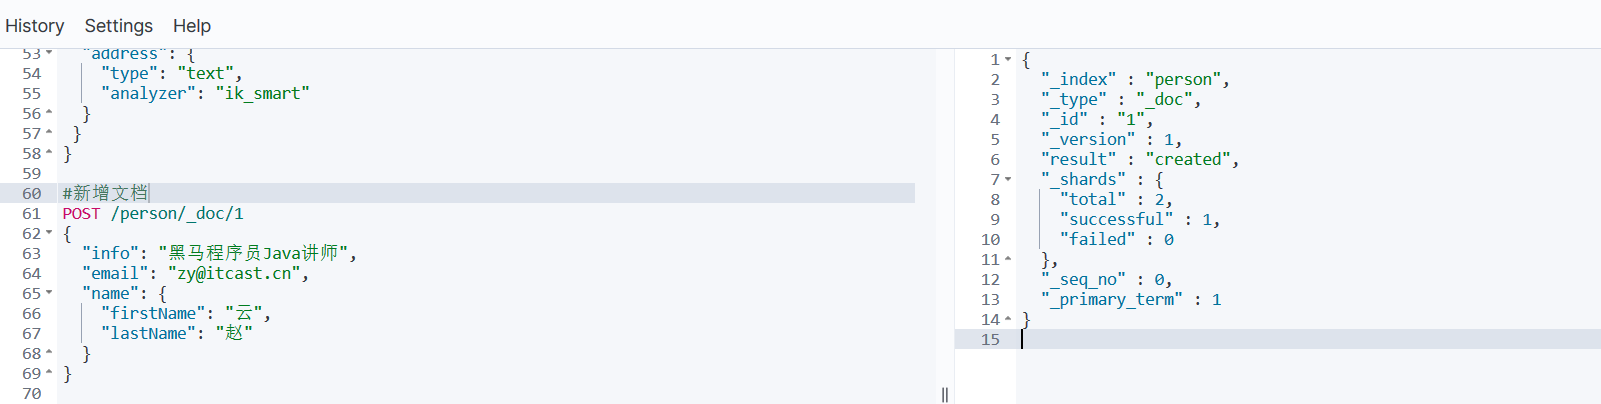 History Settings Help
53 "address": {
54 "type": "text",
55 "analyzer": "ik_smart"
56 }
57 }
58 }
59
60 #新增文档
61 POST /person/_doc/1
62 {
63 "info": "黑马程序员Java讲师",
64 "email": "zy@itcast.cn",
65 "name": {
66 "firstName": "云",
67 "lastName": "赵"
68 }
69 }
70
1 {
2 "_index" : "person",
3 "_type" : "_doc",
4 "_id" : "1",
5 "_version" : 1,
6 "result" : "created",
7 "_shards" : {
8 "total" : 2,
9 "successful" : 1,
10 "failed" : 0
11 },
12 "_seq_no" : 0,
13 "_primary_term" : 1
14 }
15